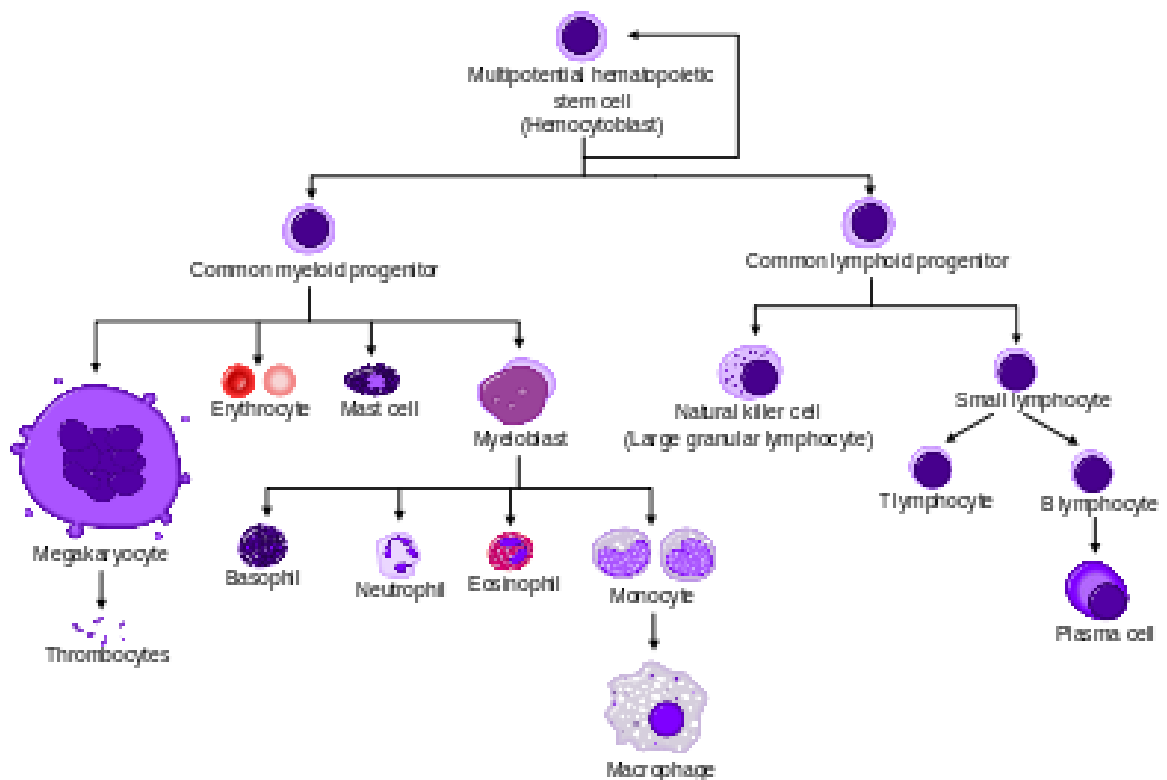 Multipotential hematopoietic
stem cell
(Hemocytoblast)
Common myeloid progenitor
Common lymphoid progenitor
Erythrocyte
Mast cell
Myeloblast
Natural killer cell
(Large granular lymphocyte)
Small lymphocyte
T lymphocyte
B lymphocyte
Megakaryocyte
Basophil
Neutrophil
Eosinophil
Monocyte
Plasma cell
Thrombocytes
Macrophage